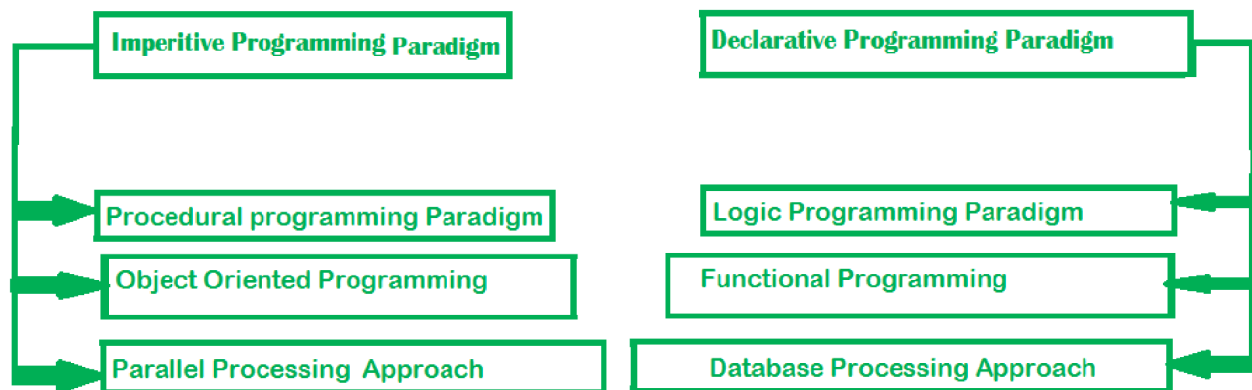 Imperitive Programming Paradigm
Declarative Programming Paradigm
Procedural programming Paradigm
Logic Programming Paradigm
Object Oriented Programming
Functional Programming
Parallel Processing Approach
Database Processing Approach